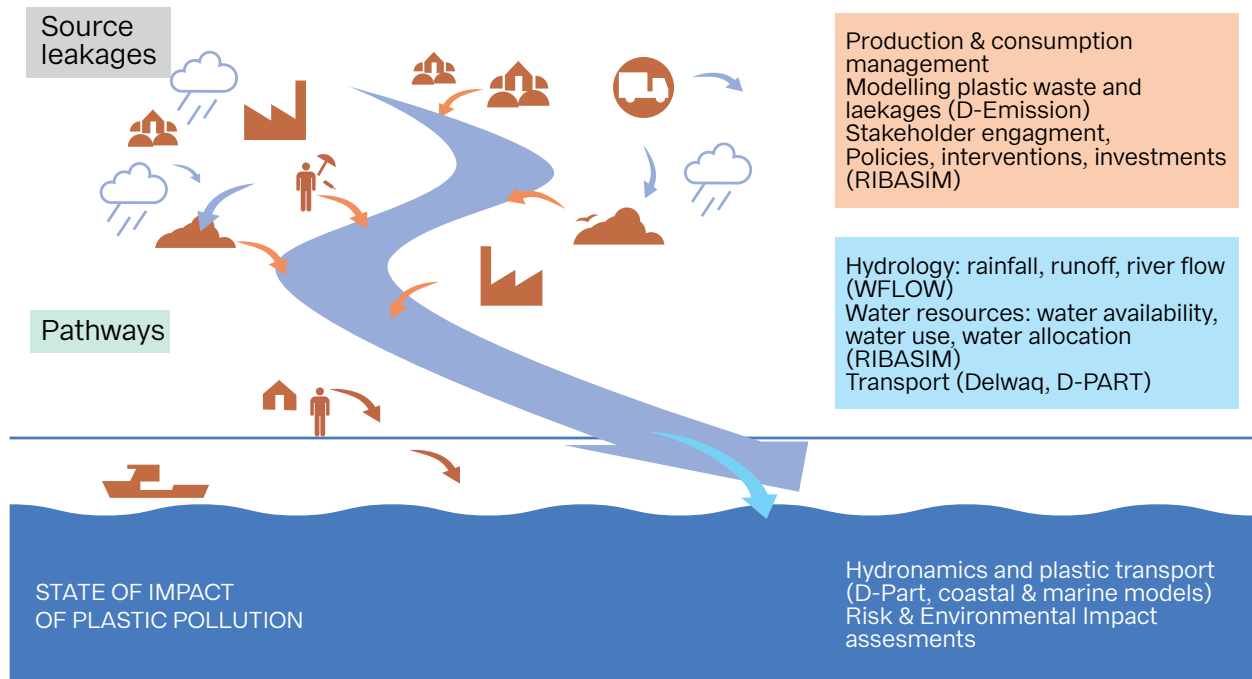 Source
leakages
Production & consumption
management
Modelling plastic waste and
laekages (D-Emission)
Stakeholder engagment,
Policies, interventions, investments
(RIBASIM)
Hydrology: rainfall, runoff, river flow
(WFLOW)
Water resources: water availability,
water use, water allocation
(RIBASIM)
Transport (Delwaq, D-PART)
Pathways
STATE OF IMPACT
OF PLASTIC POLLUTION
Hydronamics and plastic transport
(D-Part, coastal & marine models)
Risk & Environmental Impact
assesments